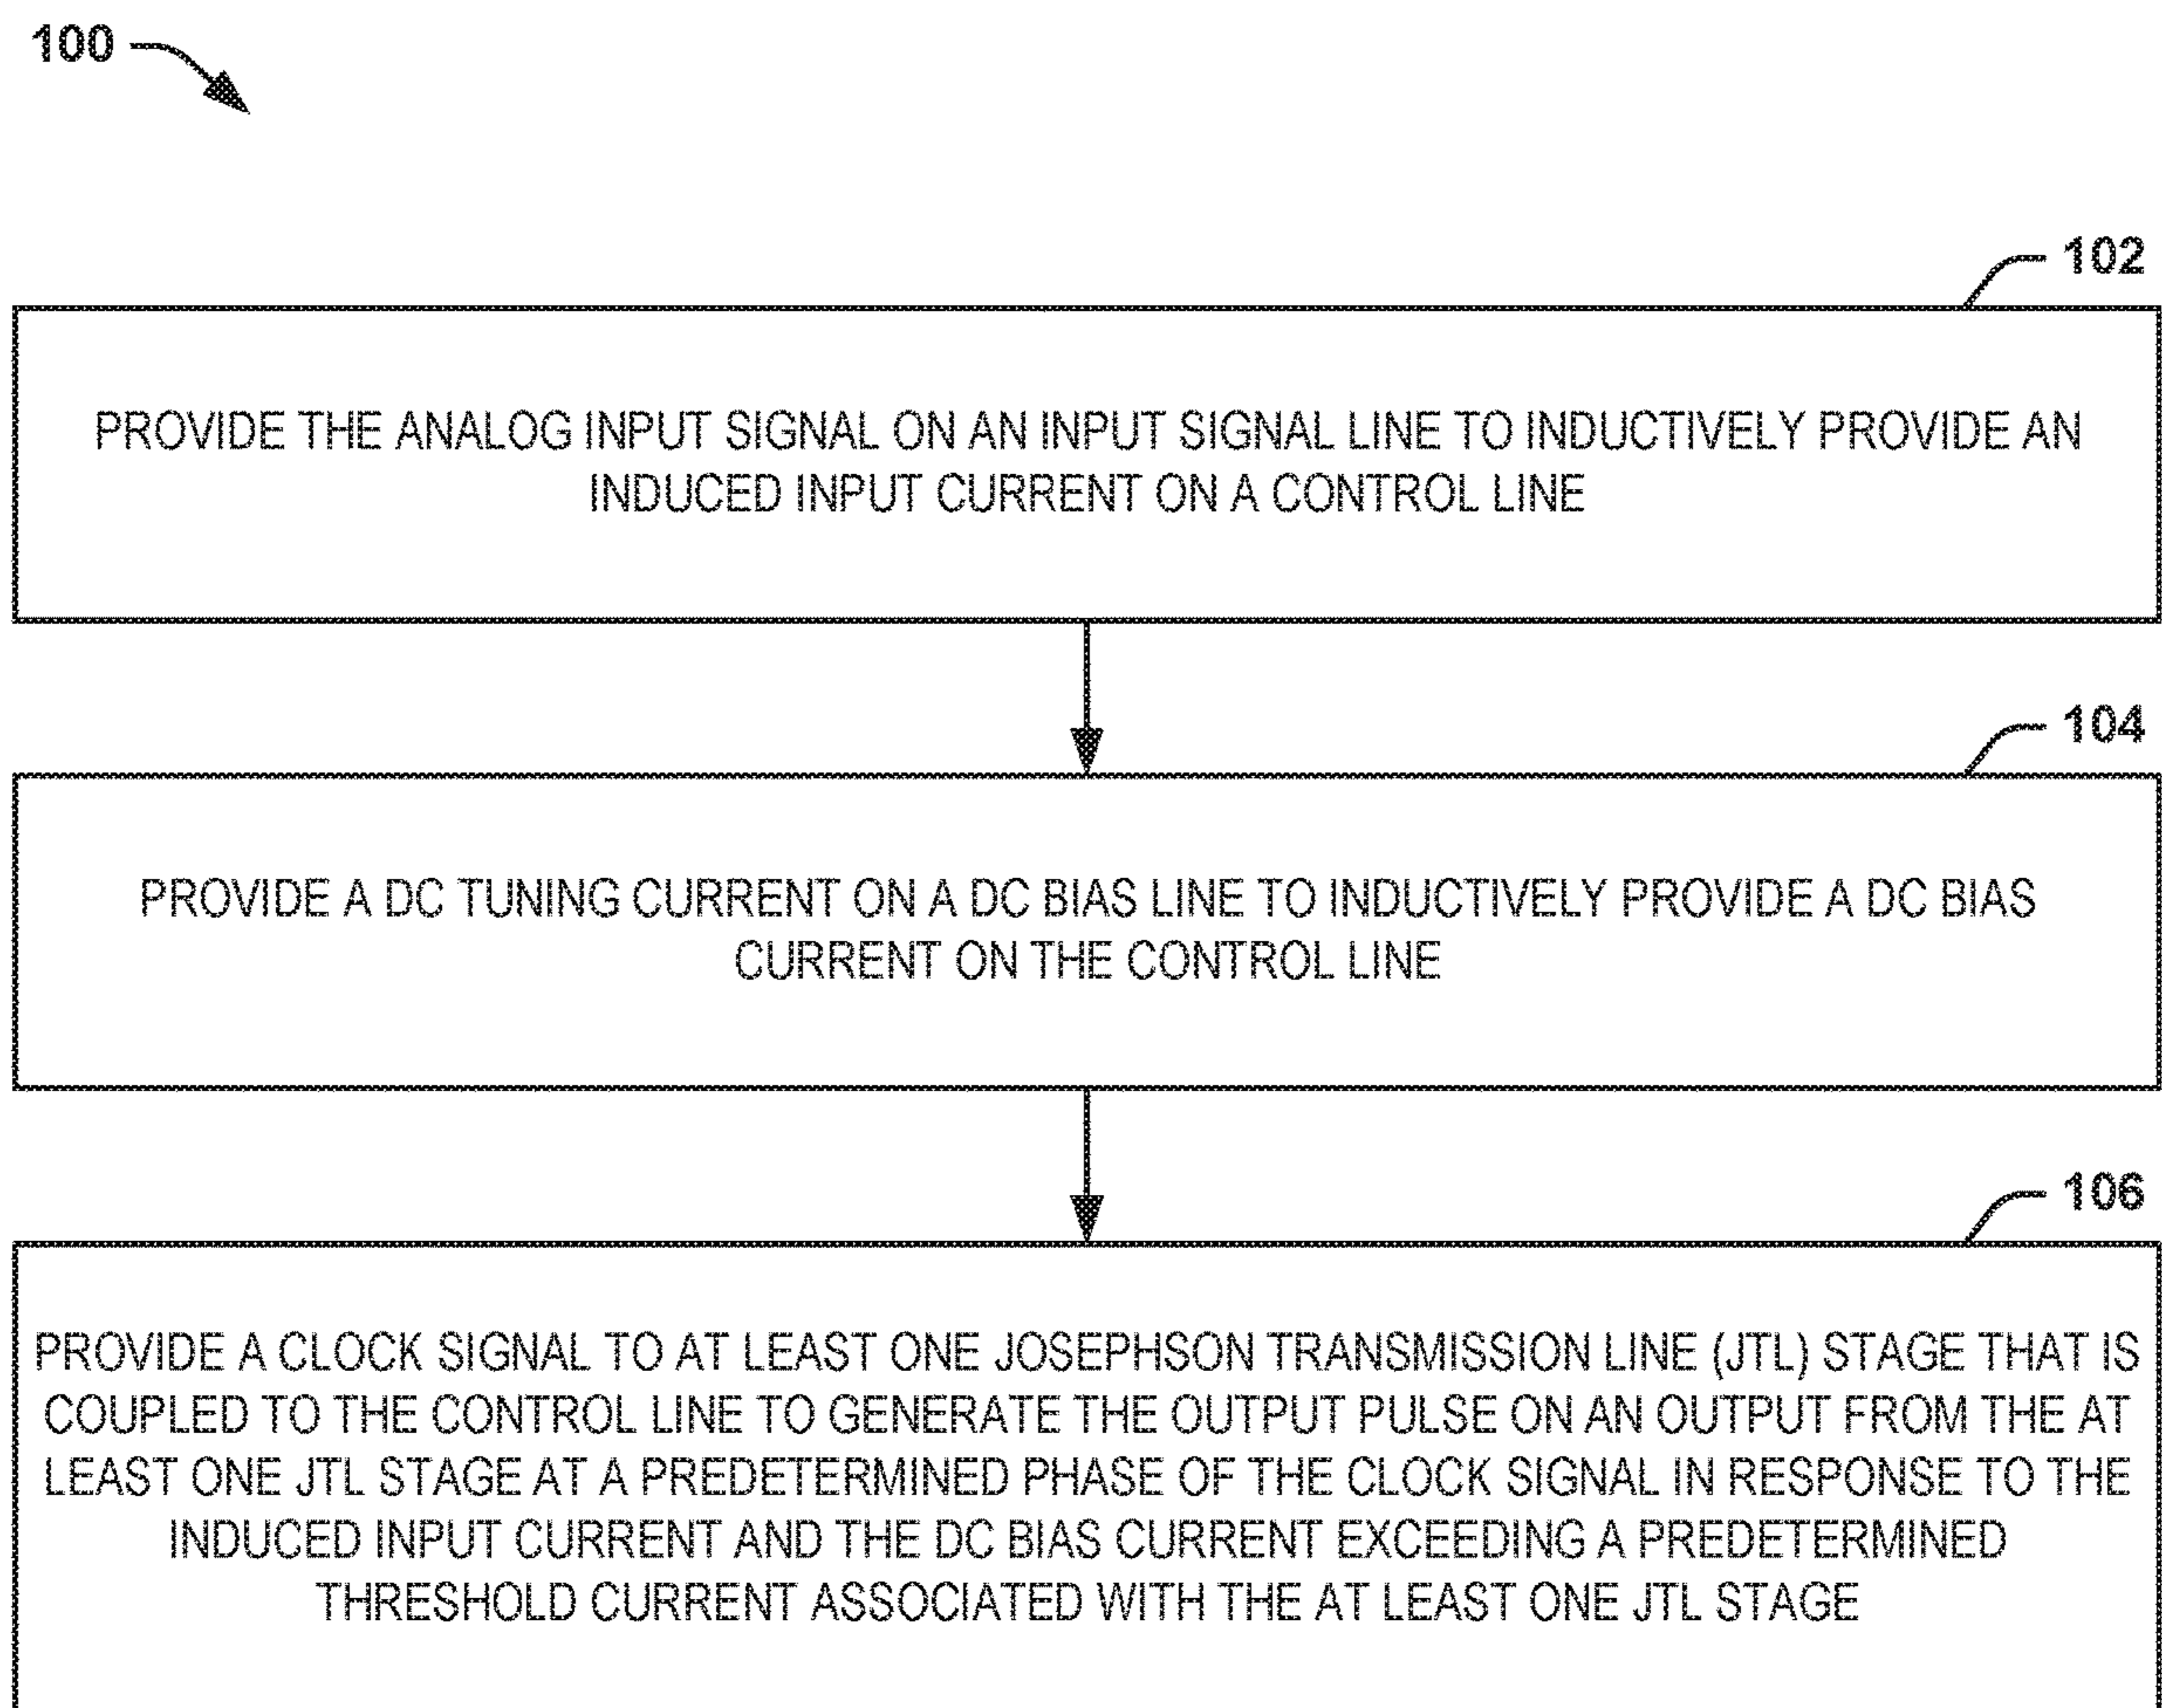 100
102
PROVIDE THE ANALOG INPUT SIGNAL ON AN INPUT SIGNAL LINE TO INDUCTIVELY PROVIDE AN
INDUCED INPUT CURRENT ON A CONTROL LINE
104
PROVIDE A DC TUNING CURRENT ON A DC BIAS LINE TO INDUCTIVELY PROVIDE A DC BIAS
CURRENT ON THE CONTROL LINE
106
PROVIDE A CLOCK SIGNAL TO AT LEAST ONE JOSEPHSON TRANSMISSION LINE (JTL) STAGE THAT IS
COUPLED TO THE CONTROL LINE TO GENERATE THE OUTPUT PULSE ON AN OUTPUT FROM THE AT
LEAST ONE JTL STAGE AT A PREDETERMINED PHASE OF THE CLOCK SIGNAL IN RESPONSE TO THE
INDUCED INPUT CURRENT AND THE DC BIAS CURRENT EXCEEDING A PREDETERMINED
THRESHOLD CURRENT ASSOCIATED WITH THE AT LEAST ONE JTL STAGE